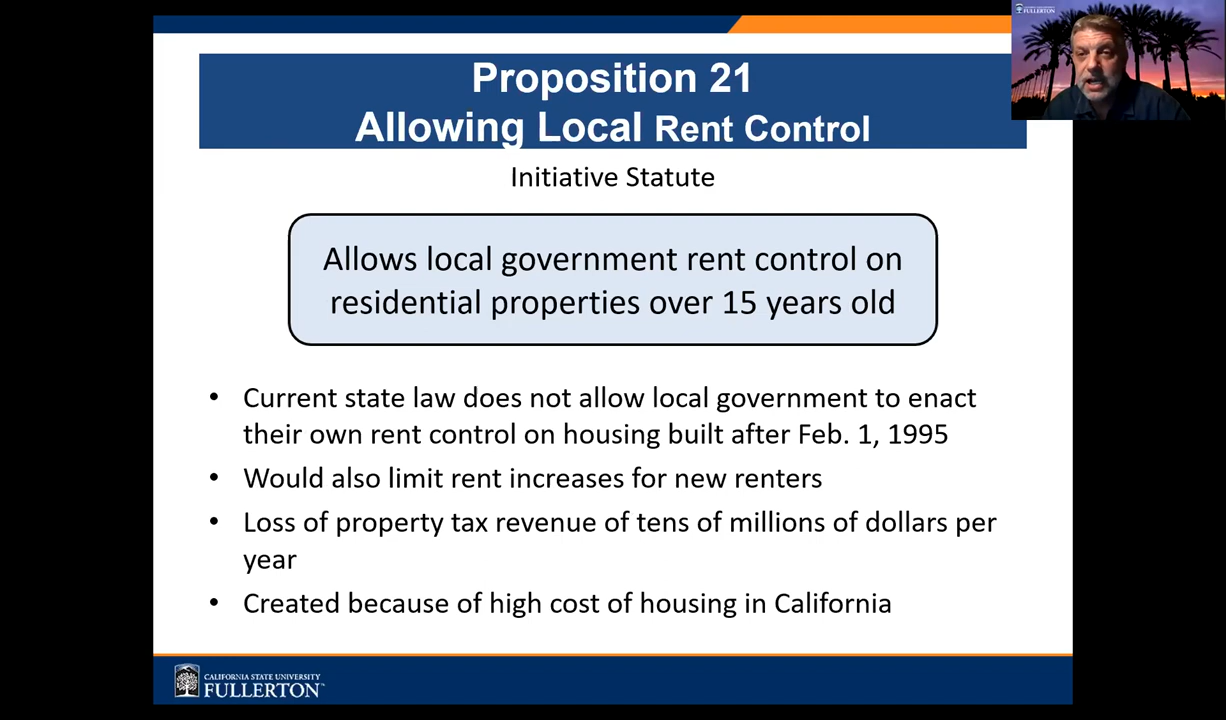 Proposition 21
Allowing Local Rent Control
Initiative Statute
Allows local government rent control on
residential properties over 15 years old
• Current state law does not allow local government to enact
their own rent control on housing built after Feb. 1, 1995
• Would also limit rent increases for new renters
• Loss of property tax revenue of tens of millions of dollars per
year
• Created because of high cost of housing in California
CALIFORNIA STATE UNIVERSITY
FULLERTON™
FULLERTON